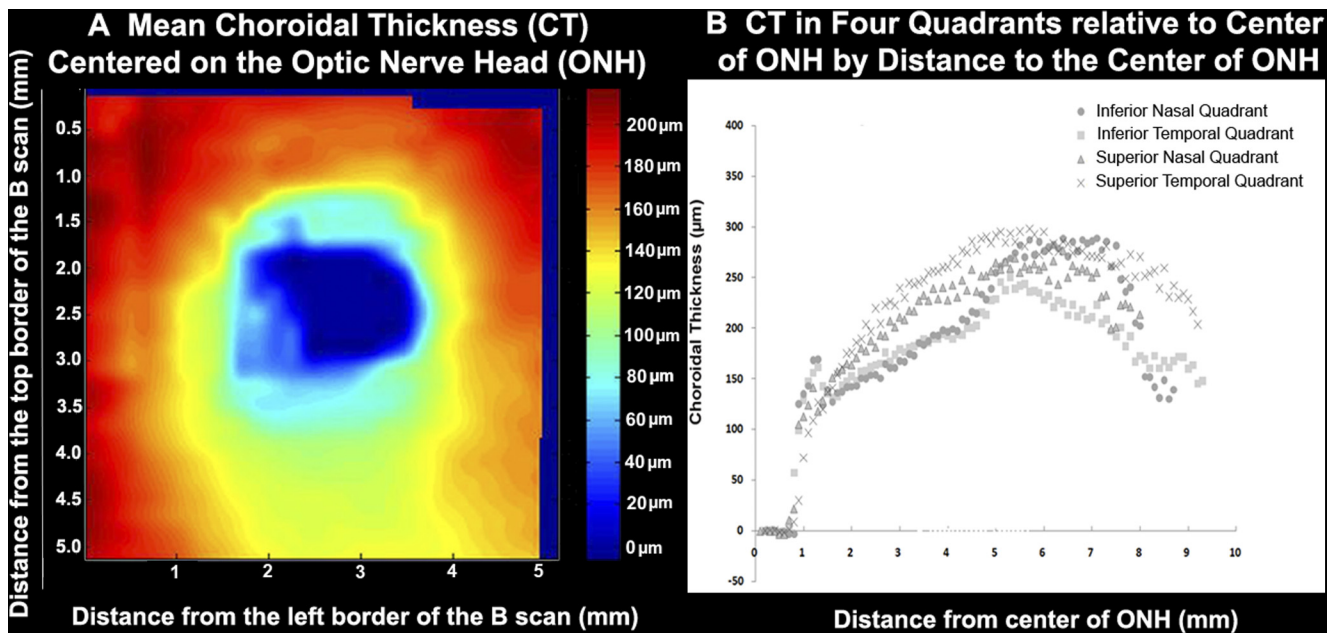 A Mean Choroidal Thickness (CT)
Centered on the Optic Nerve Head (ONH)
Distance from the top border of the B scan (mm)
0.5
1.0
1.5
2.0
2.5
3.0
3.5
4.0
4.5
5.0
1 2 3 4 5
Distance from the left border of the B scan (mm)
200 µm
180 µm
160 µm
140 µm
120 µm
100 µm
80 µm
60 µm
40 µm
20 µm
0 µm
B CT in Four Quadrants relative to Center
of ONH by Distance to the Center of ONH
Inferior Nasal Quadrant
Inferior Temporal Quadrant
Superior Nasal Quadrant
Superior Temporal Quadrant
Choroidal Thickness (µm)
400
350
300
250
200
150
100
50
0
-50
0 1 2 3 4 5 6 7 8 9 10
Distance from center of ONH (mm)